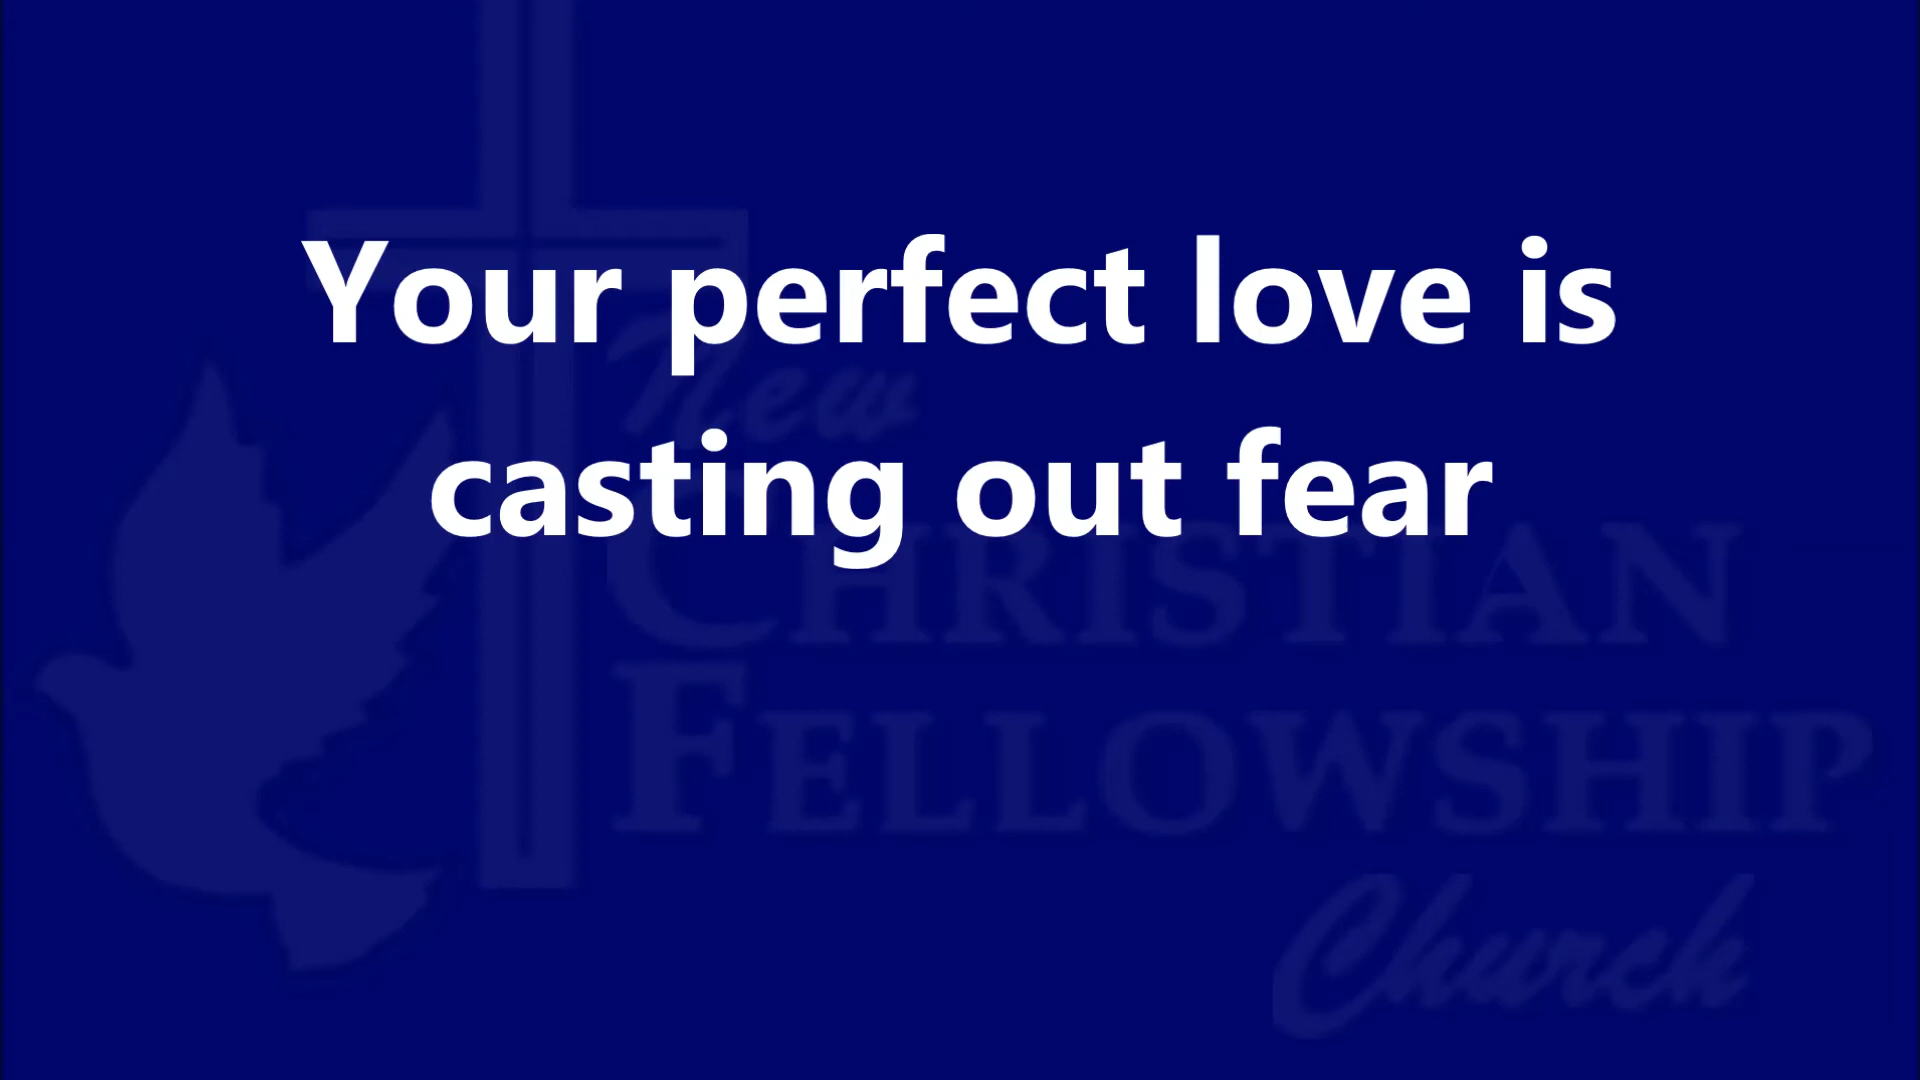 Your perfect love is
casting out fear
New
CHRISTIAN
FELLOWSHIP
Church